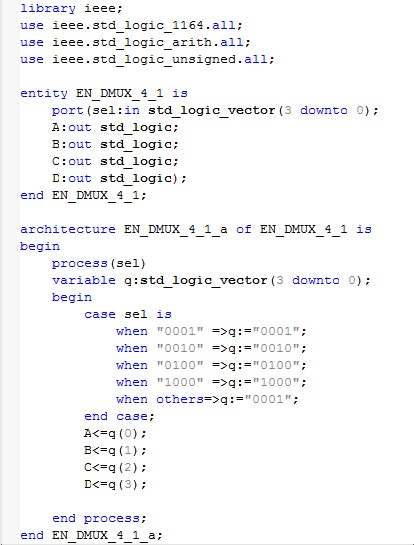 library ieee;
use ieee.std_logic_1164.all;
use ieee.std_logic_arith.all;
use ieee.std_logic_unsigned.all;
entity EN_DMUX_4_1 is
port(sel:in std_logic_vector(3 downto 0);
A:out std_logic;
B:out std_logic;
C:out std_logic;
D:out std_logic);
end EN_DMUX_4_1;
architecture EN_DMUX_4_1_a of EN_DMUX_4_1 is
begin
process(sel)
variable q:std_logic_vector(3 downto 0);
begin
case sel is
when "0001" =>q:="0001";
when "0010" =>q:="0010";
when "0100" =>q:="0100";
when "1000" =>q:="1000";
when others=>q:="0001";
end case;
A<=q(0);
B<=q(1);
C<=q(2);
D<=q(3);
end process;
end EN_DMUX_4_1_a;